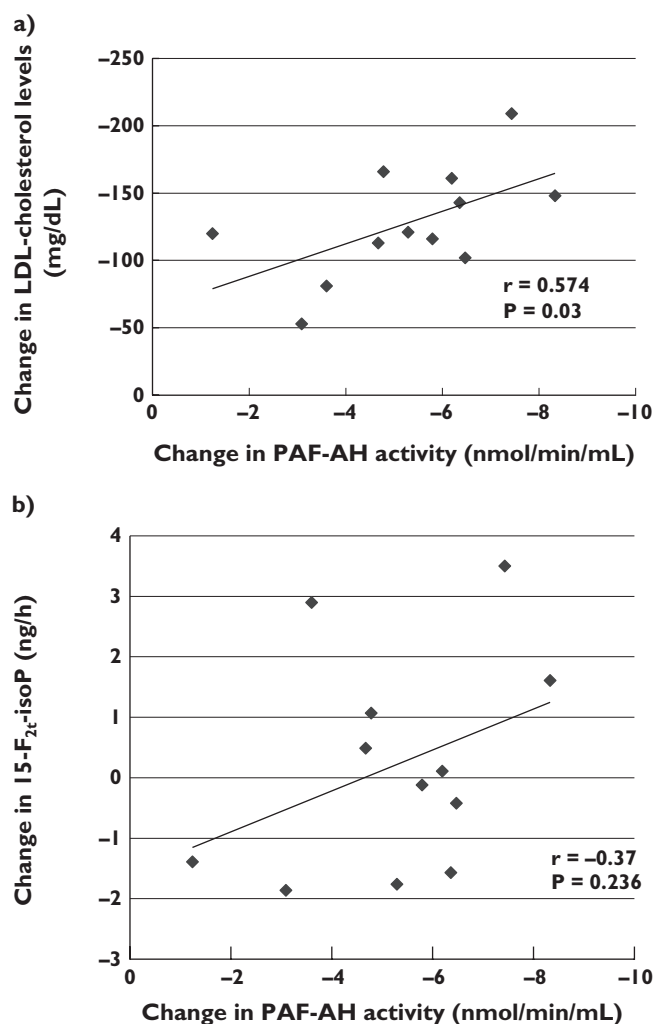 a)
Change in LDL-cholesterol levels
(mg/dL)
–250
–200
–150
–100
–50
0
0 –2 –4 –6 –8 –10
r = 0.574
P = 0.03
Change in PAF-AH activity (nmol/min/mL)
b)
Change in 15-F2t-isoP (ng/h)
4
3
2
1
0
–1
–2
–3
0 –2 –4 –6 –8 –10
r = –0.37
P = 0.236
Change in PAF-AH activity (nmol/min/mL)